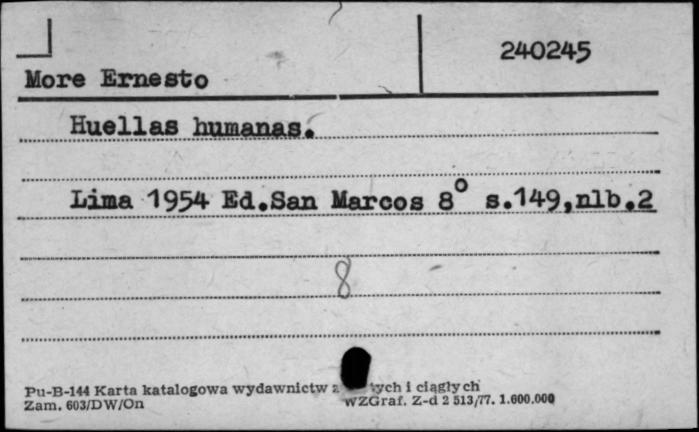 240245
More Ernesto
Huellas humanas.
Lima 1954 Ed.San Marcos 8° s.149,nlb.2
8
Pu-B-144 Karta katalogowa wydawnictw i ciągłych
Zam. 603/DW/On WZGraf. Z-d 2 513/77. 1.600.000